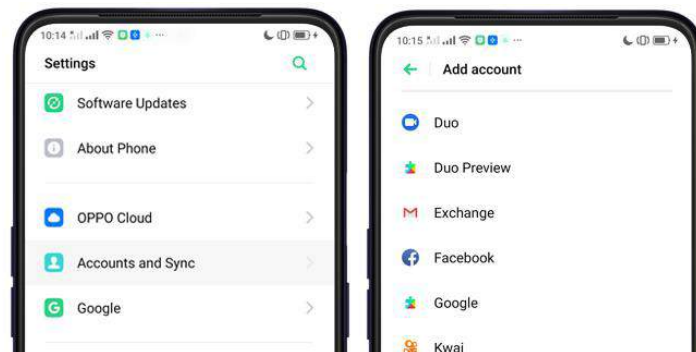 10:14
Settings
Software Updates
About Phone
OPPO Cloud
Accounts and Sync
Google
10:15
Add account
Duo
Duo Preview
Exchange
Facebook
Google
Kwai